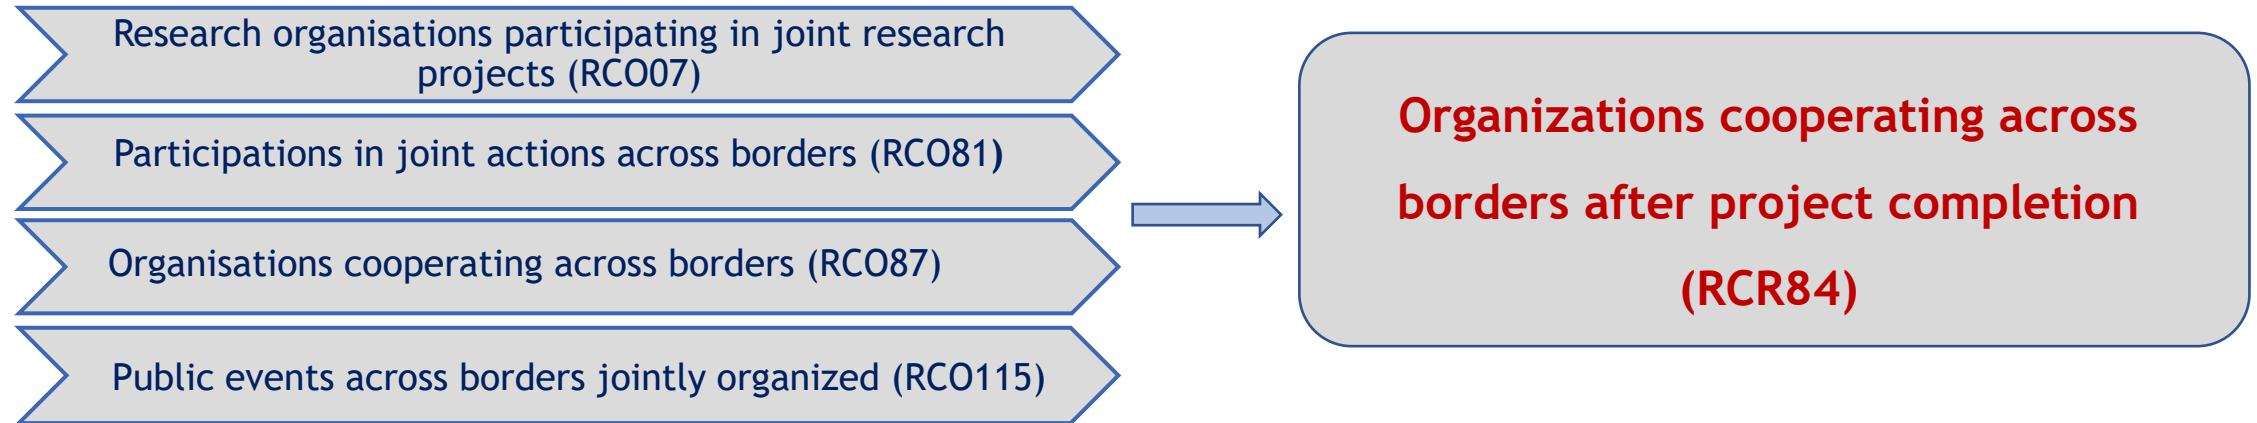 Research organisations participating in joint research
projects (RCO07)
Participations in joint actions across borders (RCO81)
Organisations cooperating across borders (RCO87)
Public events across borders jointly organized (RCO115)
Organizations cooperating across
borders after project completion
(RCR84)